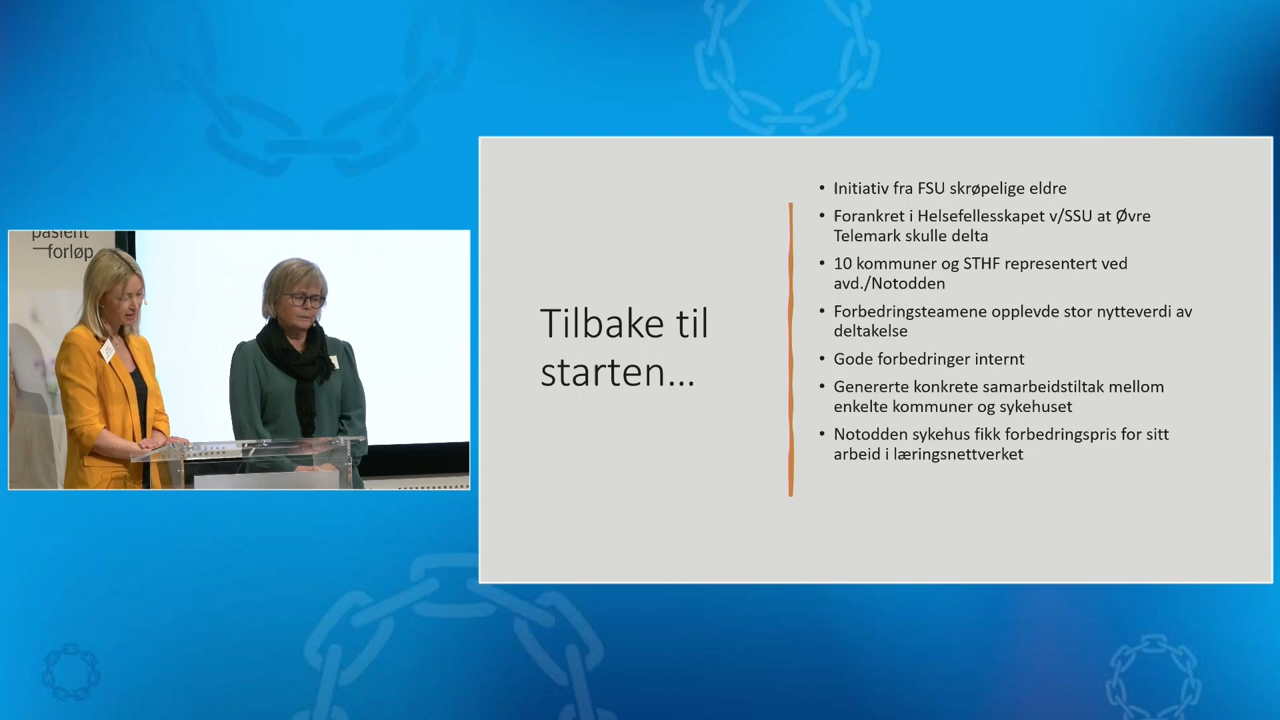 pasient
forløp
Tilbake til
starten...
• Initiativ fra FSU skrøpelige eldre
• Forankret i Helsefellesskapet v/SSU at Øvre
Telemark skulle delta
• 10 kommuner og STHF representert ved
avd./Notodden
• Forbedringsteamene opplevde stor nytteverdi av
deltakelse
• Gode forbedringer internt
• Genererte konkrete samarbeidstiltak mellom
enkelte kommuner og sykehuset
• Notodden sykehus fikk forbedringspris for sitt
arbeid i læringsnettverket